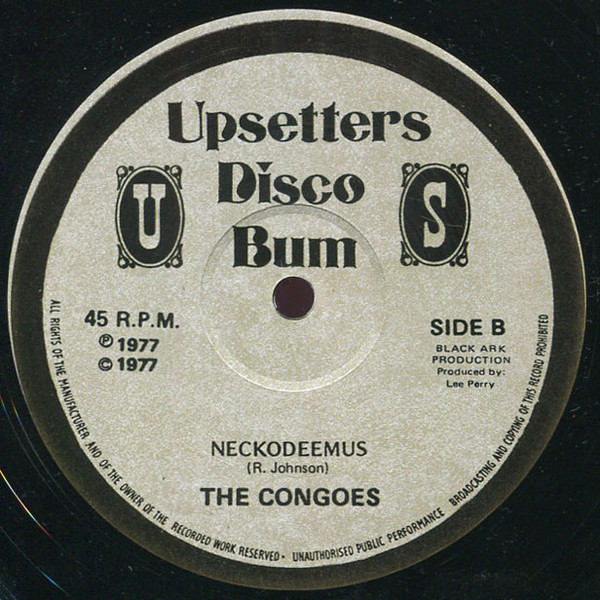 Upsetters
Disco
Bum
U
S
45 R.P.M.
℗ 1977
© 1977
SIDE B
BLACK ARK
PRODUCTION
Produced by:
Lee Perry
NECKODEEMUS
(R. Johnson)
THE CONGOES
ALL RIGHTS OF THE MANUFACTURER AND OF THE OWNER OF THE RECORDED WORK RESERVED · UNAUTHORISED PUBLIC PERFORMANCE BROADCASTING AND COPYING OF THIS RECORD PROHIBITED